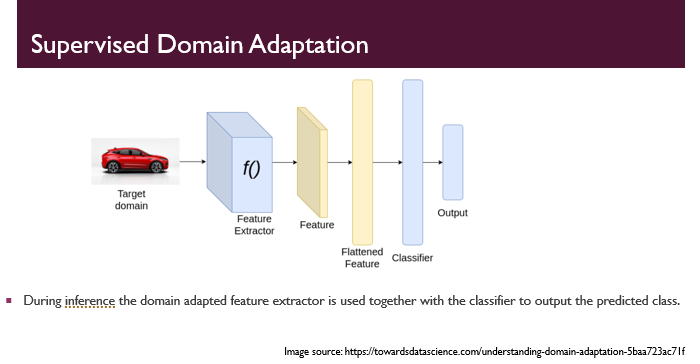 Supervised Domain Adaptation
f()
Target
domain
Feature
Extractor
Feature
Flattened
Feature
Classifier
Output
During inference the domain adapted feature extractor is used together with the classifier to output the predicted class.
Image source: https://towardsdatascience.com/understanding-domain-adaptation-5baa723ac71f